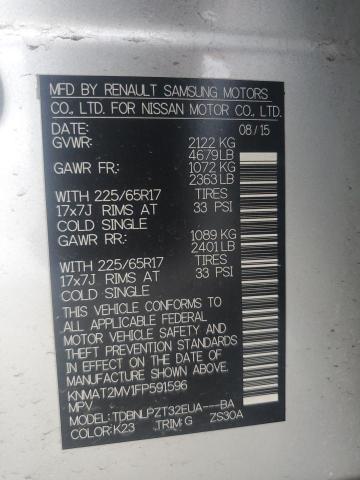 MFD BY RENAULT SAMSUNG MOTORS
CO., LTD. FOR NISSAN MOTOR CO., LTD.
DATE: 08/15
GVWR: 2122 KG
4679LB
GAWR FR: 1072 KG
2363LB
WITH 225/65R17 TIRES
17x7J RIMS AT 33 PSI
COLD SINGLE
GAWR RR: 1089 KG
2401LB
WITH 225/65R17 TIRES
17x7J RIMS AT 33 PSI
COLD SINGLE
THIS VEHICLE CONFORMS TO
ALL APPLICABLE FEDERAL
MOTOR VEHICLE SAFETY AND
THEFT PREVENTION STANDARDS
IN EFFECT ON THE DATE OF
MANUFACTURE SHOWN ABOVE.
KNMAT2MV1FP591596
MPV
MODEL: TDBNLPZT32EUA---BA
COLOR: K23 TRIM: G ZS30A